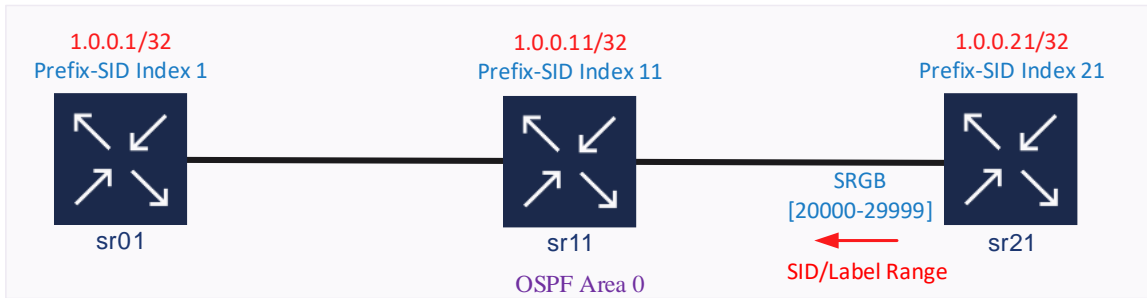 1.0.0.1/32
Prefix-SID Index 1
sr01
1.0.0.11/32
Prefix-SID Index 11
sr11
1.0.0.21/32
Prefix-SID Index 21
sr21
SRGB
[20000-29999]
SID/Label Range
OSPF Area 0